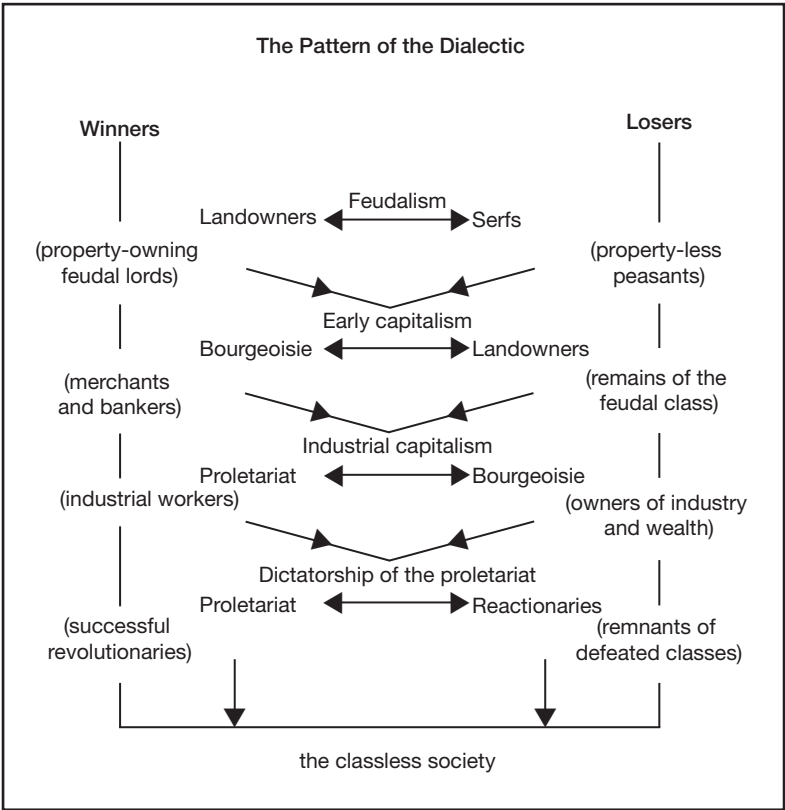 The Pattern of the Dialectic
Winners
Losers
Feudalism
Landowners
Serfs
(property-owning
feudal lords)
(property-less
peasants)
Early capitalism
Bourgeoisie
Landowners
(merchants
and bankers)
(remains of the
feudal class)
Industrial capitalism
Proletariat
Bourgeoisie
(industrial workers)
(owners of industry
and wealth)
Dictatorship of the proletariat
Proletariat
Reactionaries
(successful
revolutionaries)
(remnants of
defeated classes)
the classless society